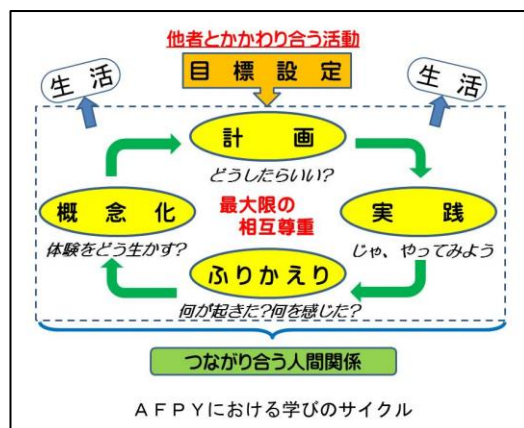 他者とかかわり合う活動
目標設定
生活
生活
計画
どうしたらいい?
概念化
体験をどう生かす?
最大限の
相互尊重
実践
じゃ、やってみよう
ふりかえり
何が起きた?何を感じた?
つながり合う人間関係
AFPYにおける学びのサイクル